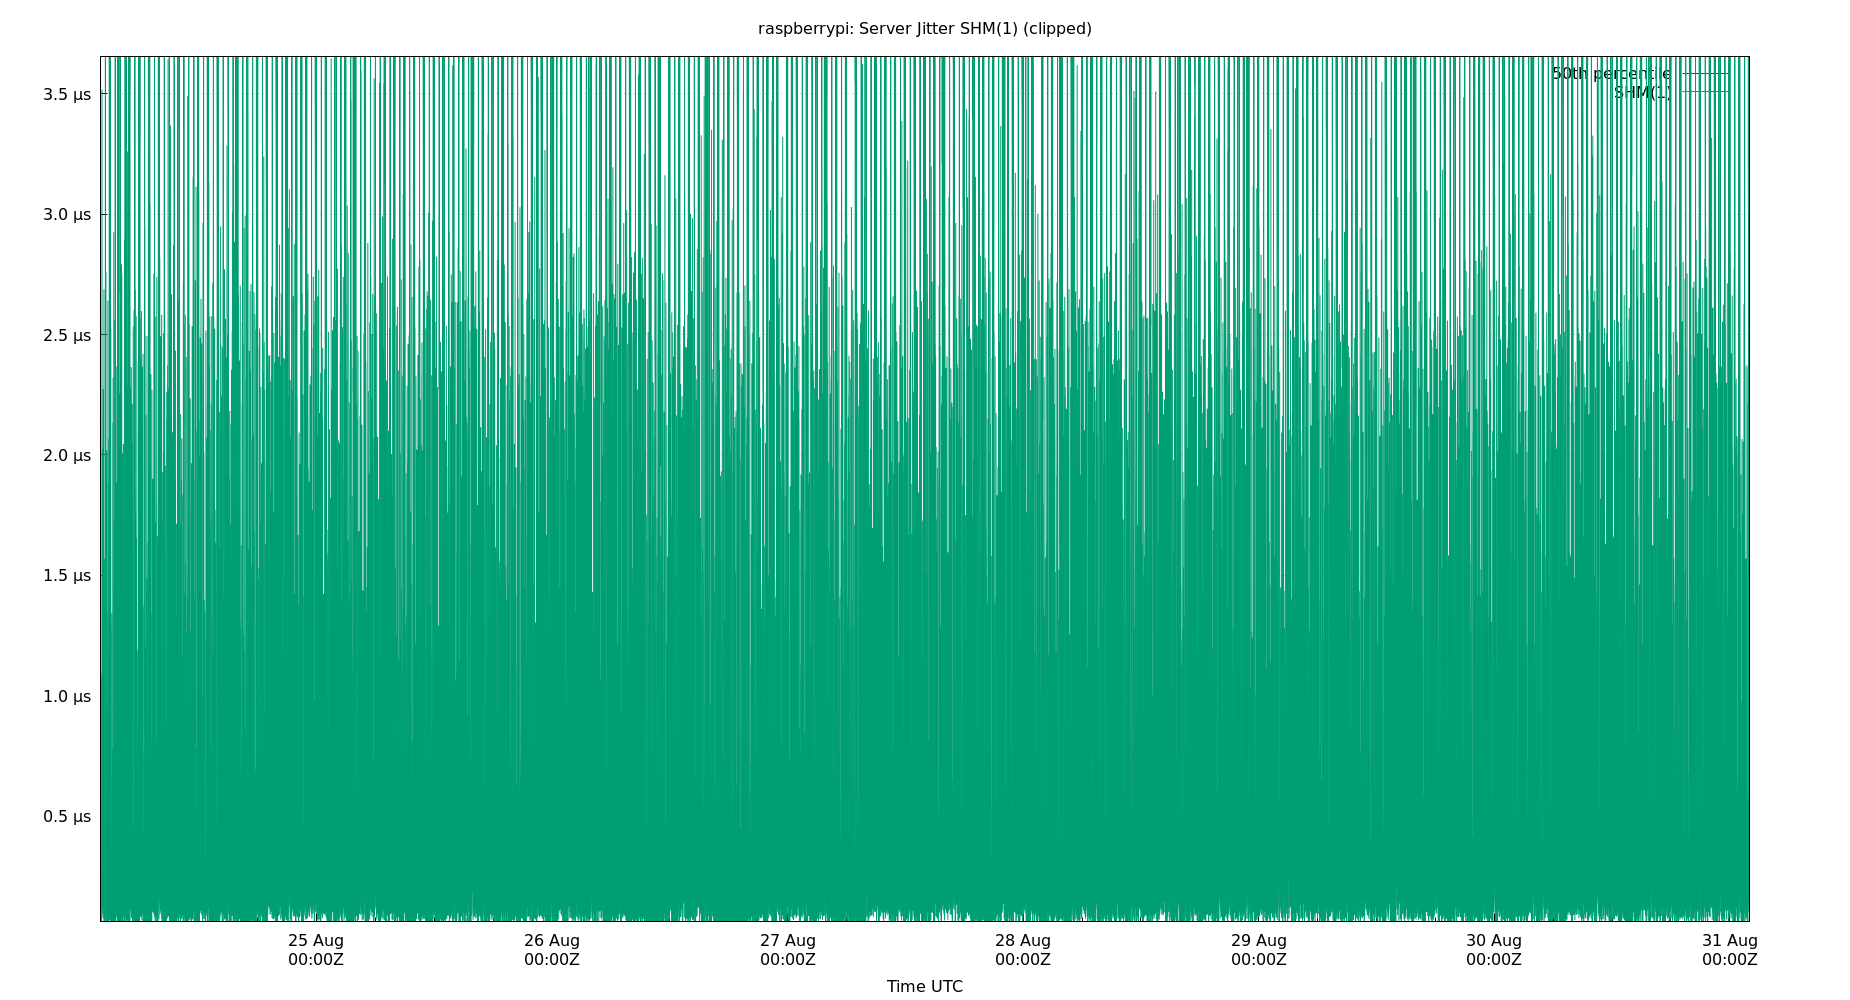 raspberrypi: Server Jitter SHM(1) (clipped)
50th percentile
SHM(1)
3.5 µs
3.0 µs
2.5 µs
2.0 µs
1.5 µs
1.0 µs
0.5 µs
25 Aug 26 Aug 27 Aug 28 Aug 29 Aug 30 Aug 31 Aug
00:00Z 00:00Z 00:00Z 00:00Z 00:00Z 00:00Z 00:00Z
Time UTC